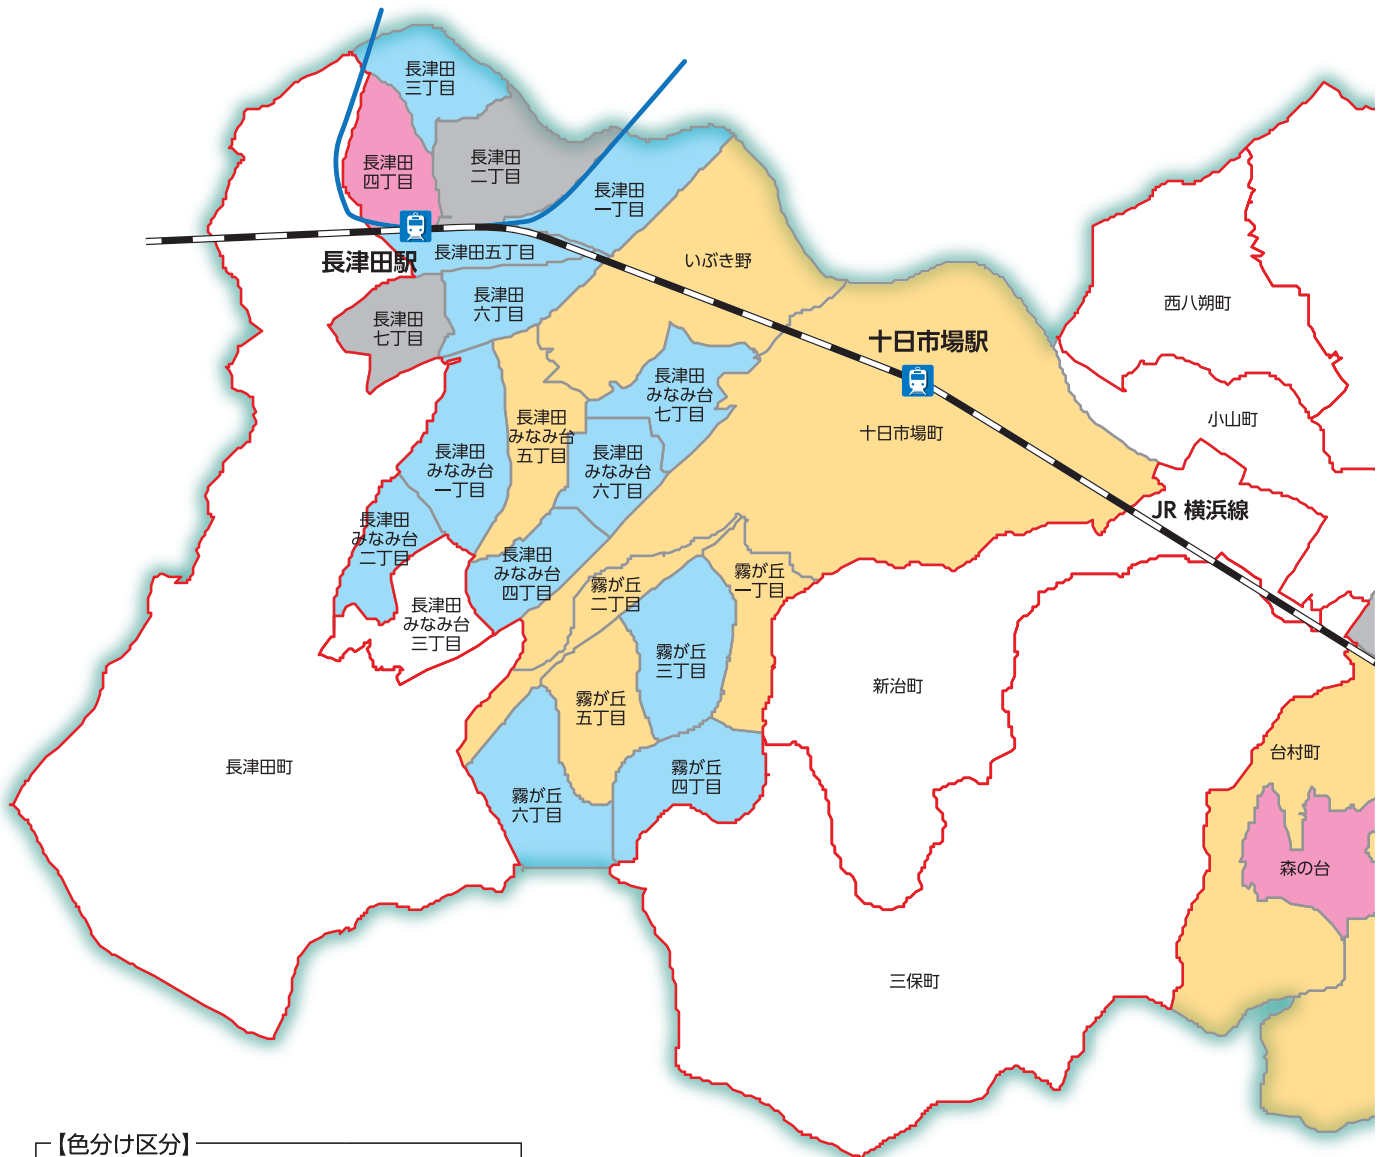 長津田
三丁目
長津田
四丁目
長津田
二丁目
長津田
一丁目
長津田駅
長津田五丁目
いぶき野
長津田
六丁目
長津田
七丁目
西八朔町
十日市場駅
小山町
十日市場町
長津田
みなみ台
七丁目
長津田
みなみ台
五丁目
長津田
みなみ台
六丁目
長津田
みなみ台
一丁目
長津田
みなみ台
二丁目
JR 横浜線
長津田
みなみ台
四丁目
長津田
みなみ台
三丁目
霧が丘
二丁目
霧が丘
一丁目
霧が丘
三丁目
霧が丘
五丁目
新治町
長津田町
霧が丘
六丁目
霧が丘
四丁目
台村町
森の台
三保町
【色分け区分】